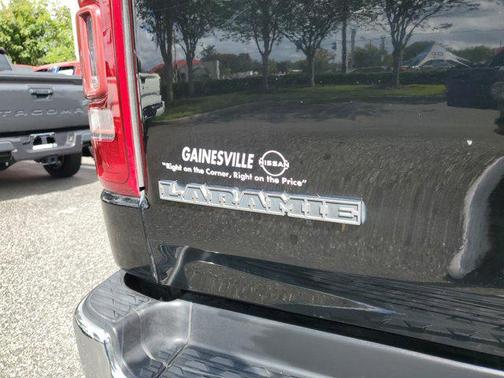 TACOMA
GAINESVILLE NISSAN
"Right on the Corner, Right on the Price"
LARAMIE